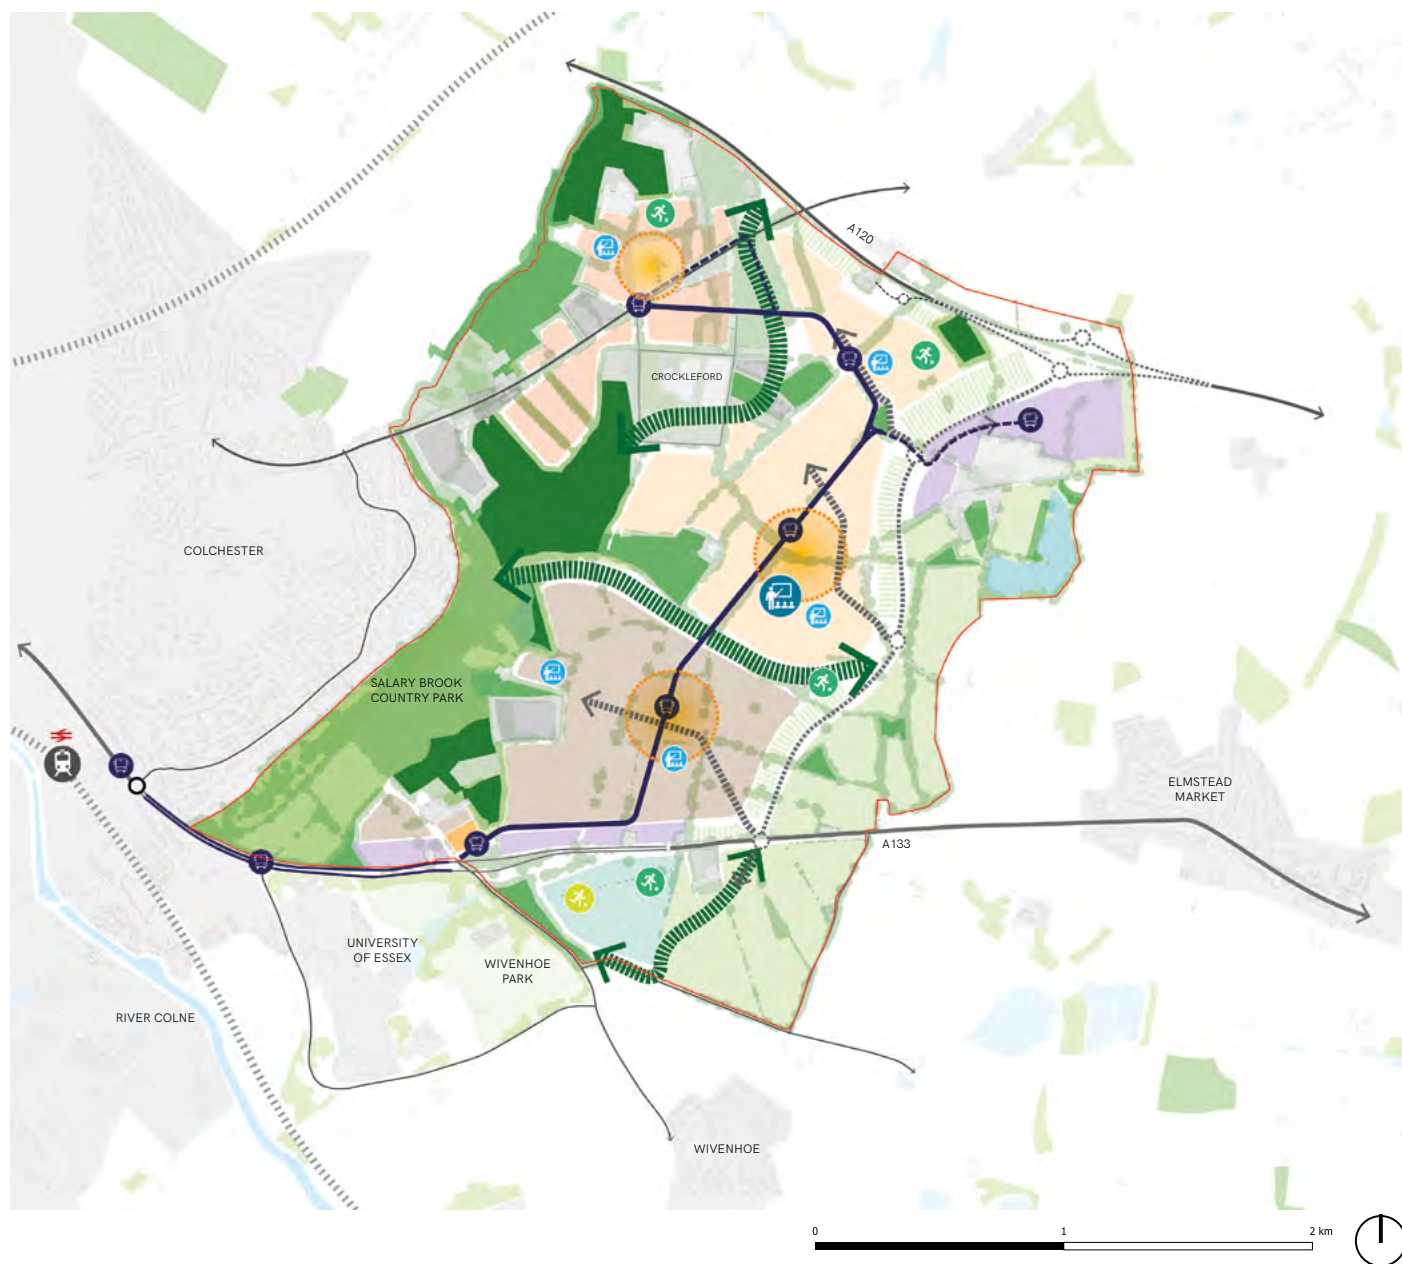 A120
CROCKLEFORD
COLCHESTER
SALARY BROOK
COUNTRY PARK
ELMSTEAD
MARKET
A133
UNIVERSITY
OF ESSEX
WIVENHOE
PARK
RIVER COLNE
WIVENHOE
0 1 2 km